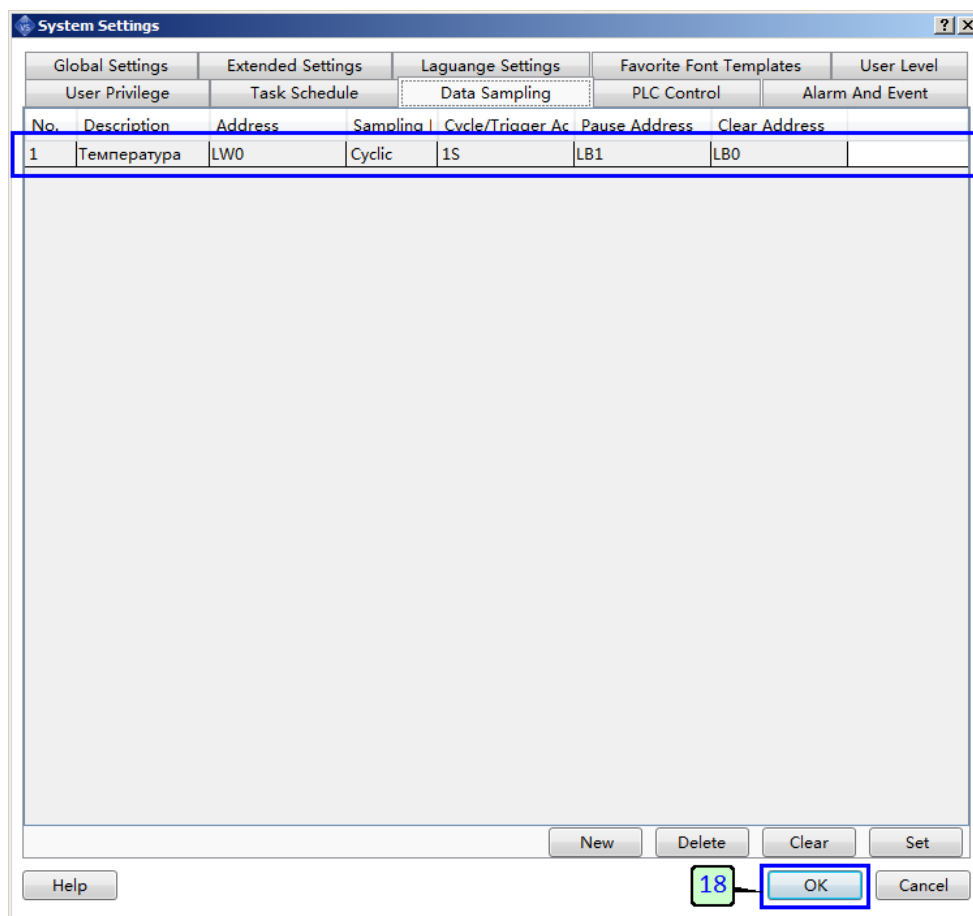 System Settings
Global Settings Extended Settings Laguange Settings Favorite Font Templates User Level
User Privilege Task Schedule Data Sampling PLC Control Alarm And Event
No. Description Address Sampling Cycle/Trigger Ac Pause Address Clear Address
1 Температура LW0 Cyclic 1S LB1 LB0
New Delete Clear Set
Help 18 OK Cancel